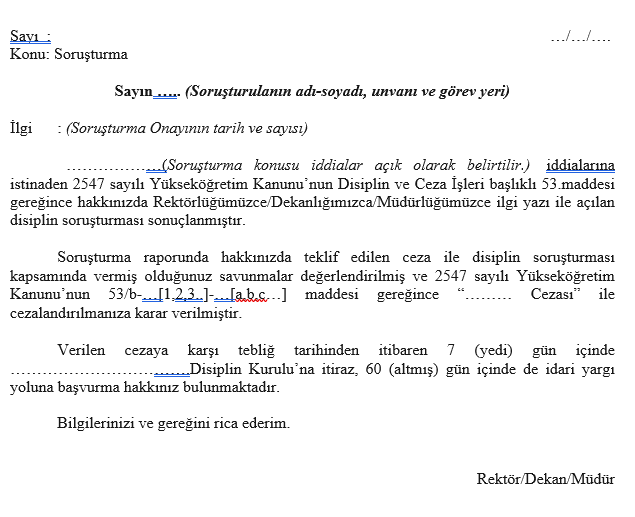 Sayı :                                        …/…/….
Konu: Soruşturma
Sayın ….. (Soruşturulanın adı-soyadı, unvanı ve görev yeri)
İlgi : (Soruşturma Onayının tarih ve sayısı)
………………..(Soruşturma konusu iddialar açık olarak belirtilir.) iddialarına
istinaden 2547 sayılı Yükseköğretim Kanunu’nun Disiplin ve Ceza İşleri başlıklı 53.maddesi
gereğince hakkınızda Rektörlüğümüzce/Dekanlığımızca/Müdürlüğümüzce ilgi yazı ile açılan
disiplin soruşturması sonuçlanmıştır.
Soruşturma raporunda hakkınızda teklif edilen ceza ile disiplin soruşturması
kapsamında vermiş olduğunuz savunmalar değerlendirilmiş ve 2547 sayılı Yükseköğretim
Kanunu’nun 53/b-…[1,2,3..]-…[a,b,c…] maddesi gereğince “……… Cezası” ile
cezalandırılmanıza karar verilmiştir.
Verilen cezaya karşı tebliğ tarihinden itibaren 7 (yedi) gün içinde
……………………………..Disiplin Kurulu’na itiraz, 60 (altmış) gün içinde de idari yargı
yoluna başvurma hakkınız bulunmaktadır.
Bilgilerinizi ve gereğini rica ederim.
Rektör/Dekan/Müdür